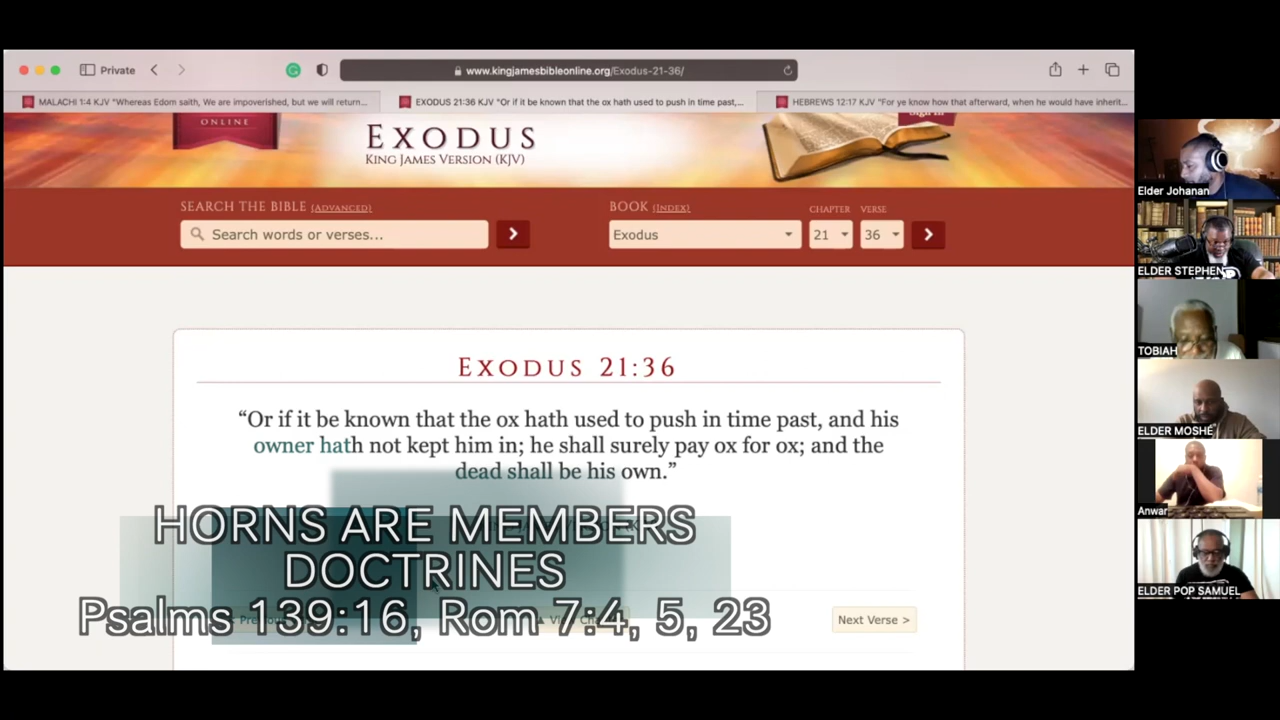 Private
www.kingjamesbibleonline.org/Exodus-21-36/
MALACHI 1:4 KJV "Whereas Edom saith, We are impoverished, but we will return...
EXODUS 21:36 KJV "Or if it be known that the ox hath used to push in time past,...
HEBREWS 12:17 KJV "For ye know how that afterward, when he would have inherit...
ONLINE
EXODUS
KING JAMES VERSION (KJV)
Sign In
SEARCH THE BIBLE (ADVANCED)
BOOK (INDEX)
CHAPTER
VERSE
Search words or verses...
Exodus
21
36
EXODUS 21:36
“Or if it be known that the ox hath used to push in time past, and his
owner hath not kept him in; he shall surely pay ox for ox; and the
dead shall be his own.”
HORNS ARE MEMBERS
DOCTRINES
Psalms 139:16, Rom 7:4, 5, 23
Next Verse >
Elder Johanan
ELDER STEPHEN
TOBIAH
ELDER MOSHÉ
Anwar
ELDER POP SAMUEL